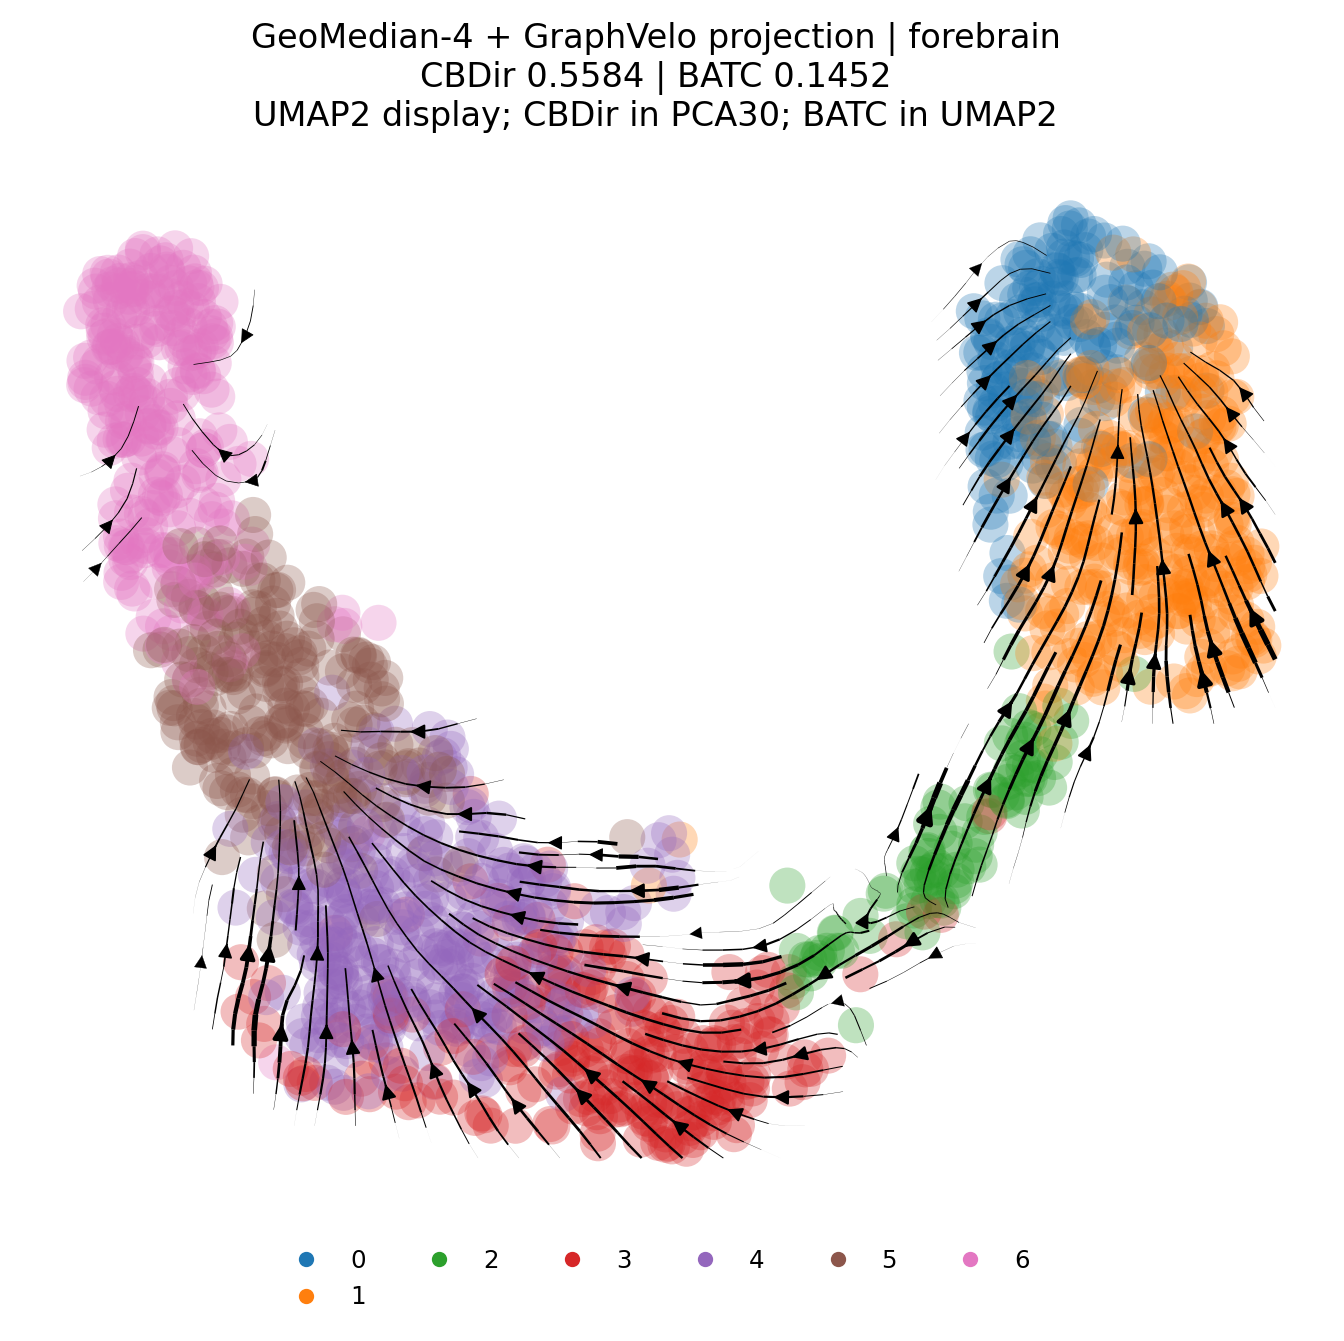 GeoMedian-4 + GraphVelo projection | forebrain
CBDir 0.5584 | BATC 0.1452
UMAP2 display; CBDir in PCA30; BATC in UMAP2
0 2 3 4 5 6
1